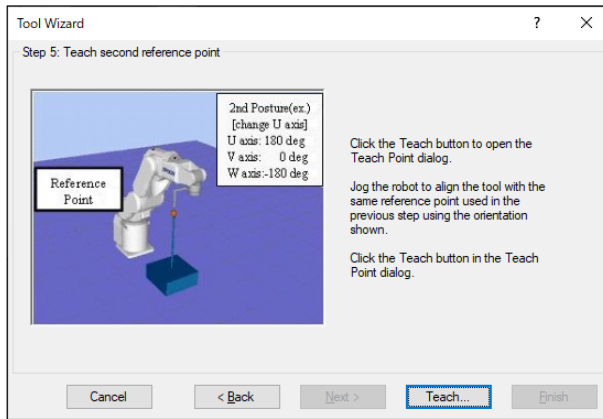 Tool Wizard
?
Step 5: Teach second reference point
2nd Posture(ex.)
[change U axis]
U axis: 180 deg
V axis: 0 deg
W axis:-180 deg
Reference
Point
Click the Teach button to open the
Teach Point dialog.
Jog the robot to align the tool with the
same reference point used in the
previous step using the orientation
shown.
Click the Teach button in the Teach
Point dialog.
Cancel
< Back
Next >
Teach...
Finish